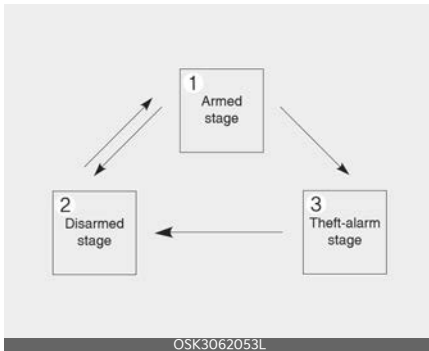 1
Armed
stage
2
Disarmed
stage
3
Theft-alarm
stage
OSK3062053L